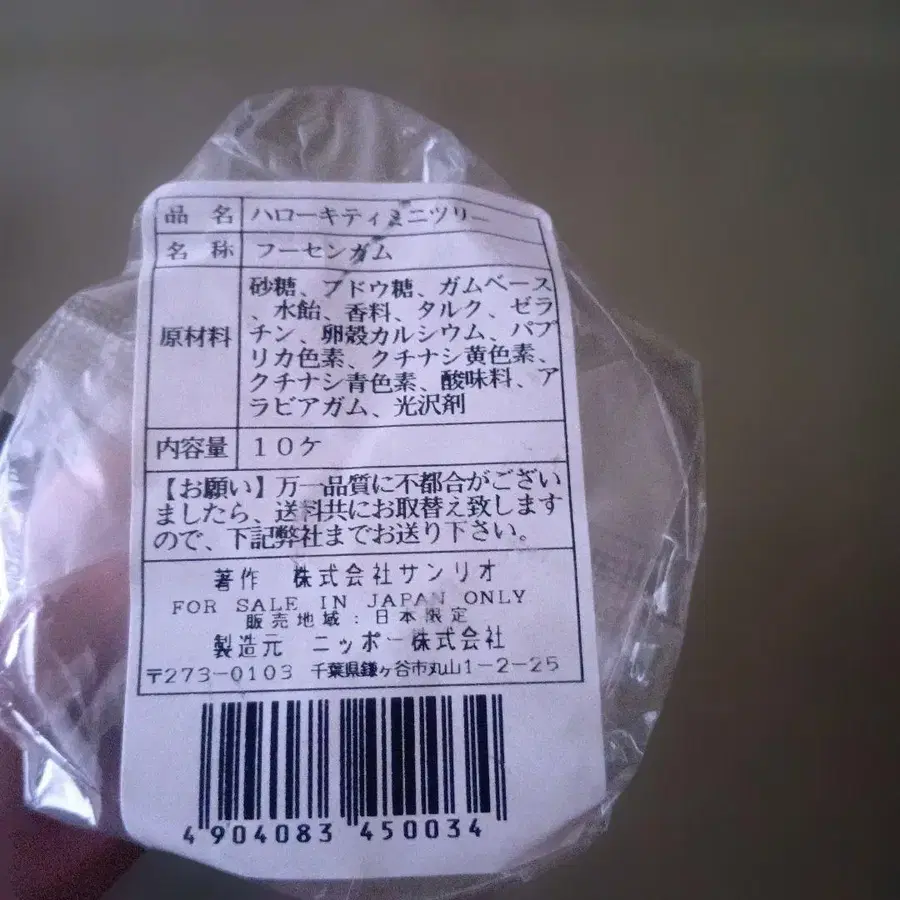 品 名 ハローキティミニツリー
名 称 フーセンガム
原材料
砂糖、ブドウ糖、ガムベース
、水飴、香料、タルク、ゼラ
チン、卵殻カルシウム、パプ
リカ色素、クチナシ黄色素、
クチナシ青色素、酸味料、ア
ラビアガム、光沢剤
内容量 10ケ
【お願い】万一品質に不都合がござい
ましたら、送料共にお取替え致します
ので、下記弊社までお送り下さい。
著作 株式会社サンリオ
FOR SALE IN JAPAN ONLY
販売地域:日本限定
製造元 ニッポー株式会社
〒273-0103 千葉県鎌ヶ谷市丸山1-2-25
4 904083 450034